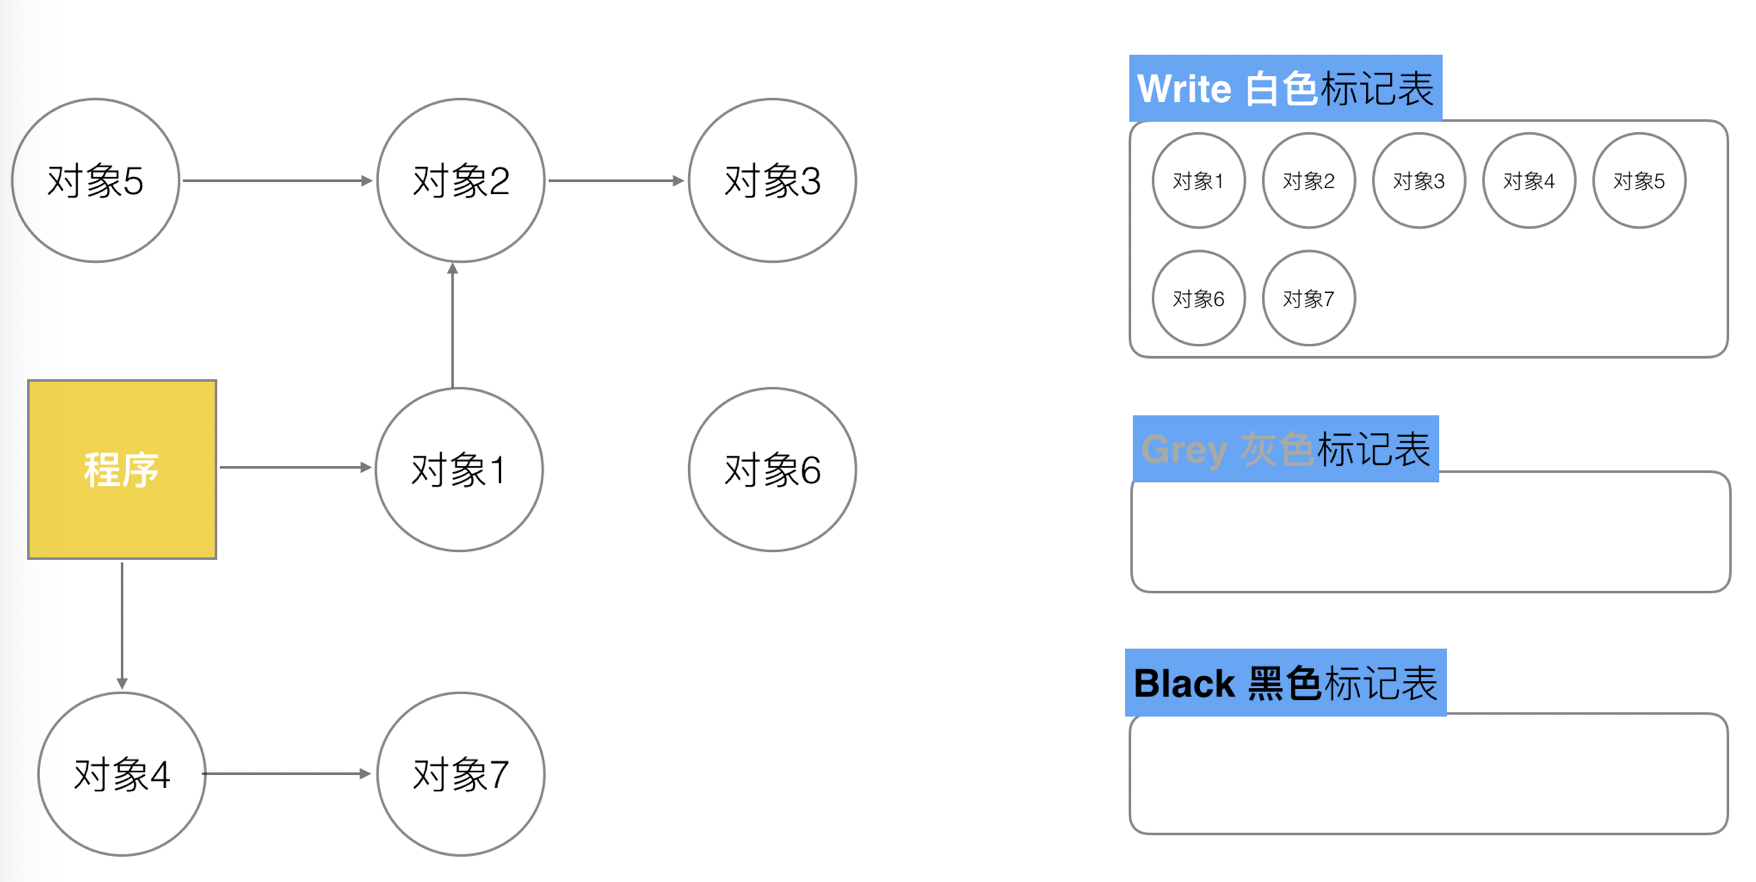 对象5
对象2
对象3
程序
对象1
对象6
对象4
对象7
Write 白色标记表
对象1
对象2
对象3
对象4
对象5
对象6
对象7
Grey 灰色标记表
Black 黑色标记表